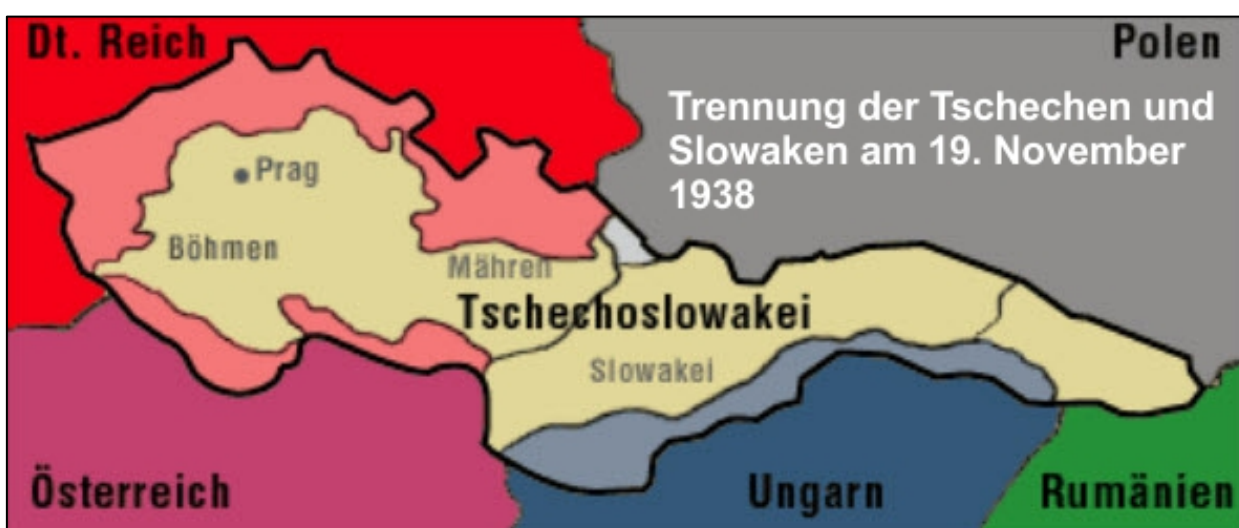 Dt. Reich
Polen
Trennung der Tschechen und
Slowaken am 19. November
1938
Prag
Böhmen
Mähren
Tschechoslowakei
Slowakei
Österreich
Ungarn
Rumänien